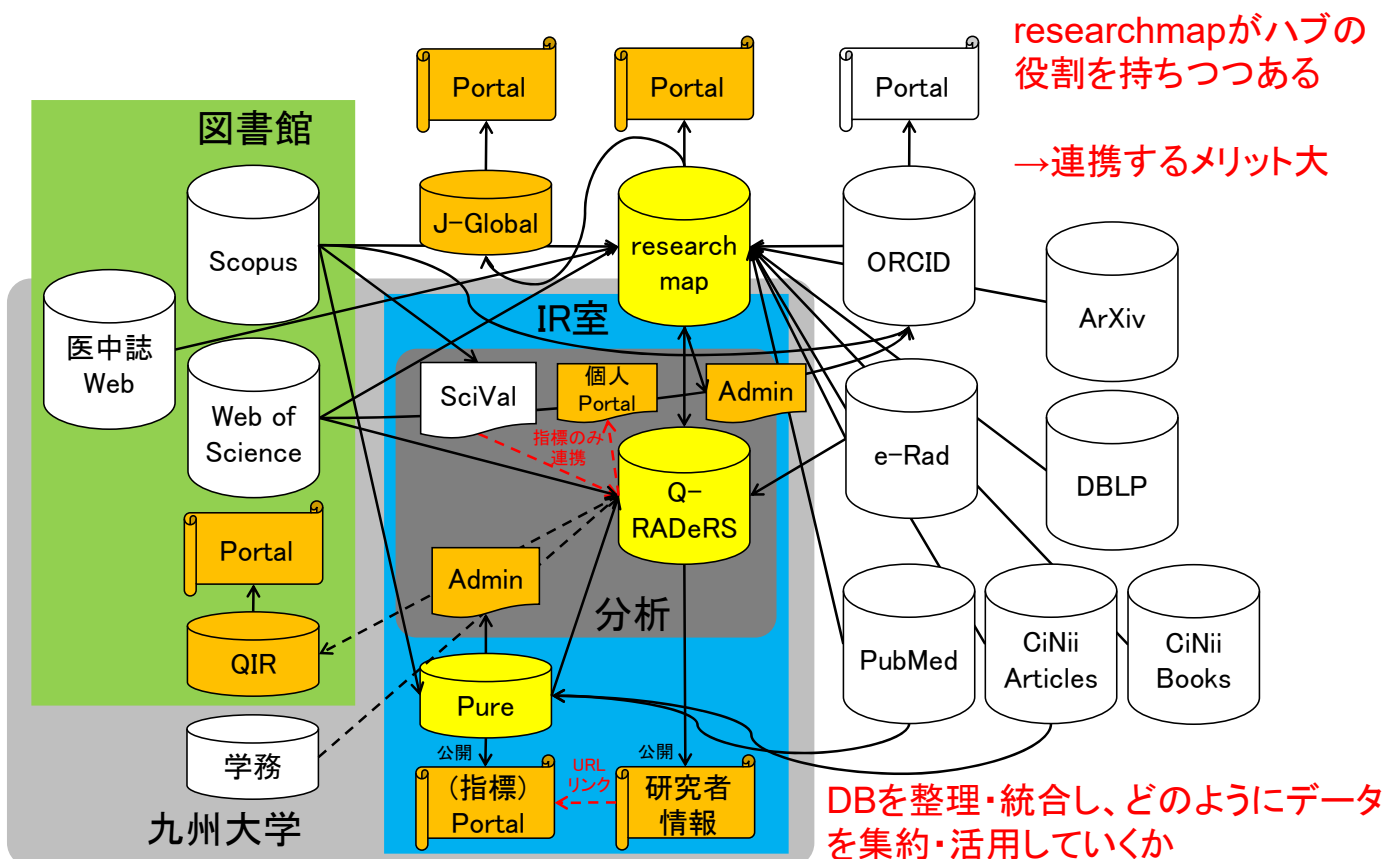 researchmapがハブの
役割を持ちつつある
→連携するメリット大
Portal
Portal
Portal
図書館
Scopus
J-Global
research
map
ORCID
ArXiv
医中誌
Web
IR室
Web of
Science
SciVal
個人
Portal
Admin
指標のみ
連携
e-Rad
DBLP
Q-
RADeRS
Portal
Admin
分析
QIR
PubMed
CiNii
Articles
CiNii
Books
Pure
学務
公開
公開
(指標)
Portal
URL
リンク
研究者
情報
九州大学
DBを整理・統合し、どのようにデータ
を集約・活用していくか